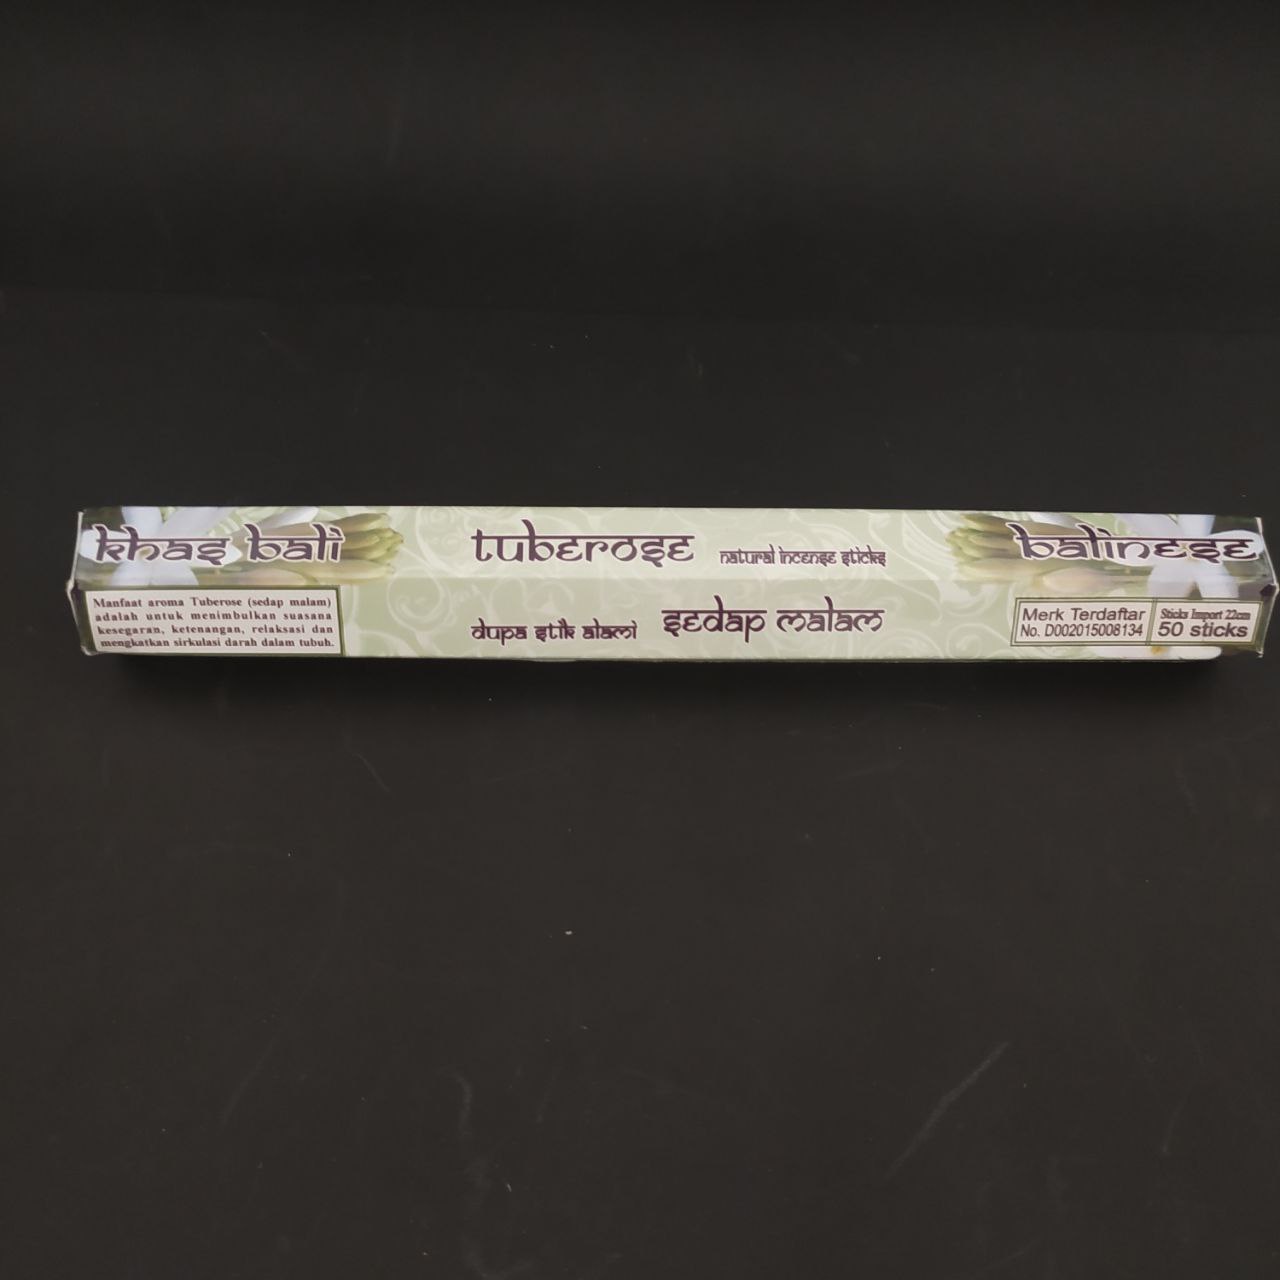 khas bali
tuberose natural incense sticks
balinese
Manfaat aroma Tuberose (sedap malam)
adalah untuk menimbulkan suasana
kesegaran, ketenangan, relaksasi dan
mengkatkan sirkulasi darah dalam tubuh.
dupa stik alami sedap malam
Merk Terdaftar
No. D002015008134
Sticks Import 22cm
50 sticks